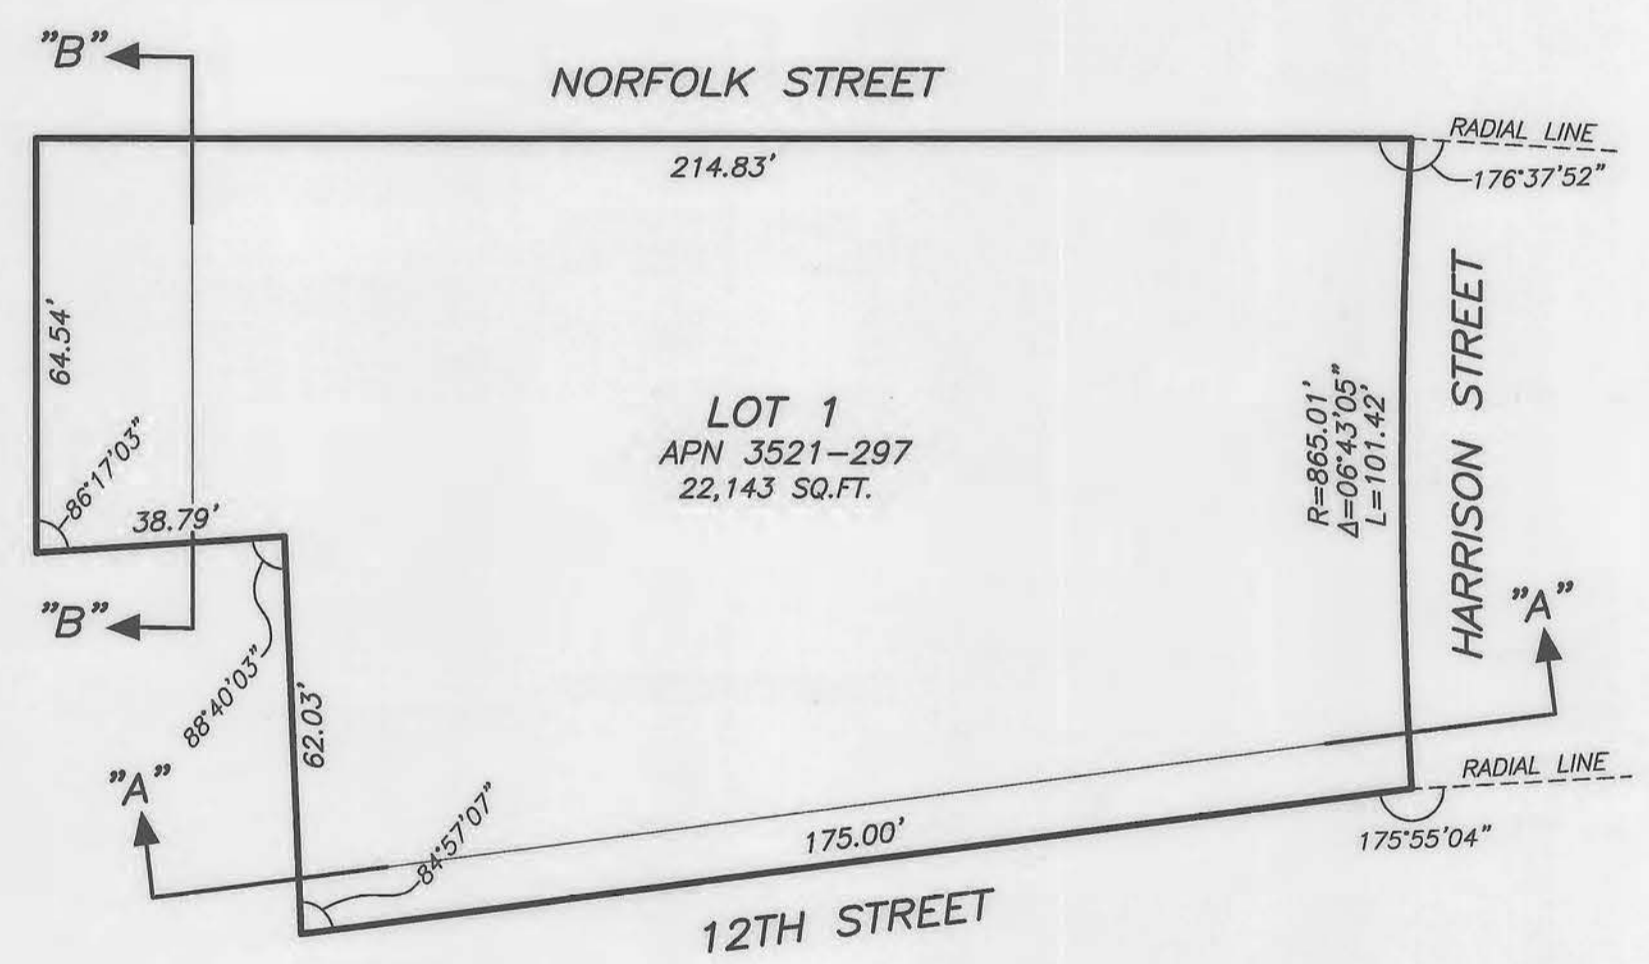 "B"
NORFOLK STREET
RADIAL LINE
214.83'
176°37'52"
64.54'
86°17'03"
38.79'
LOT 1
APN 3521-297
22,143 SQ.FT.
R=865.01'
Δ=06°43'05"
L=101.42'
HARRISON STREET
"A"
"B"
88°40'03"
62.03'
"A"
84°57'07"
175.00'
RADIAL LINE
175°55'04"
12TH STREET